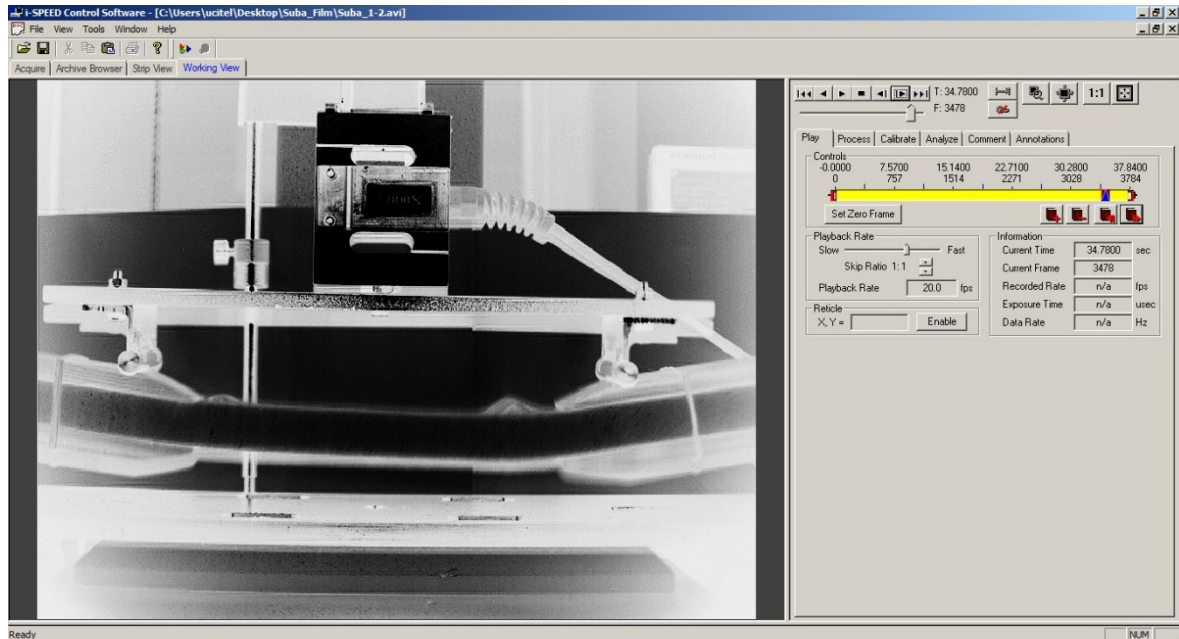 i-SPEED Control Software - [C:\Users\ucitel\Desktop\Suba_Film\Suba_1-2.avi]
File View Tools Window Help
Acquire Archive Browser Strip View Working View
T: 34.7800
F: 3478
1:1
Play Process Calibrate Analyze Comment Annotations
Controls
-0.0000 7.5700 15.1400 22.7100 30.2800 37.8400
0 757 1514 2271 3028 3784
Set Zero Frame
Playback Rate
Slow Fast
Skip Ratio 1: 1
Playback Rate 20.0 fps
Reticle
X, Y = Enable
Information
Current Time 34.7800 sec
Current Frame 3478
Recorded Rate n/a fps
Exposure Time n/a usec
Data Rate n/a Hz
Ready NUM